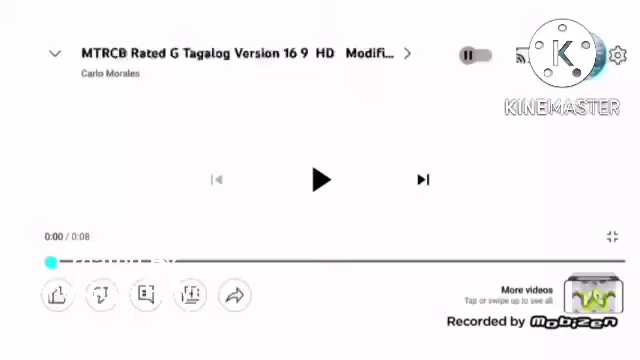 MTRCB Rated G Tagalog Version 16 9 HD Modifi...
Carlo Morales
K
KINEMASTER
0:00 / 0:08
More videos
Tap or swipe up to see all
Recorded by Mobizen